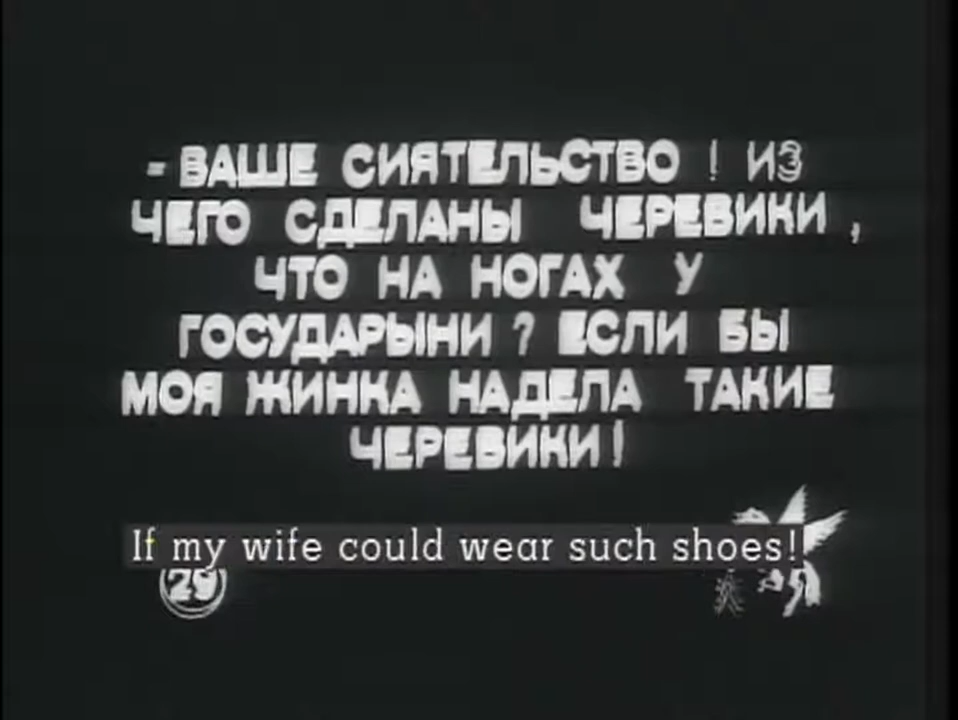 - ВАШЕ СИЯТЕЛЬСТВО ! ИЗ
ЧЕГО СДЕЛАНЫ ЧЕРЕВИКИ ,
ЧТО НА НОГАХ У
ГОСУДАРЫНИ ? ЕСЛИ БЫ
МОЯ ЖИНКА НАДЕЛА ТАКИЕ
ЧЕРЕВИКИ !
If my wife could wear such shoes!
29